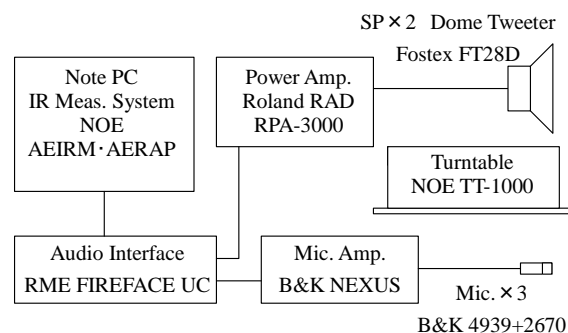 SP×2 Dome Tweeter
Fostex FT28D
Note PC
IR Meas. System
NOE
AEIRM･AERAP
Power Amp.
Roland RAD
RPA-3000
Turntable
NOE TT-1000
Audio Interface
RME FIREFACE UC
Mic. Amp.
B&K NEXUS
Mic.×3
B&K 4939+2670